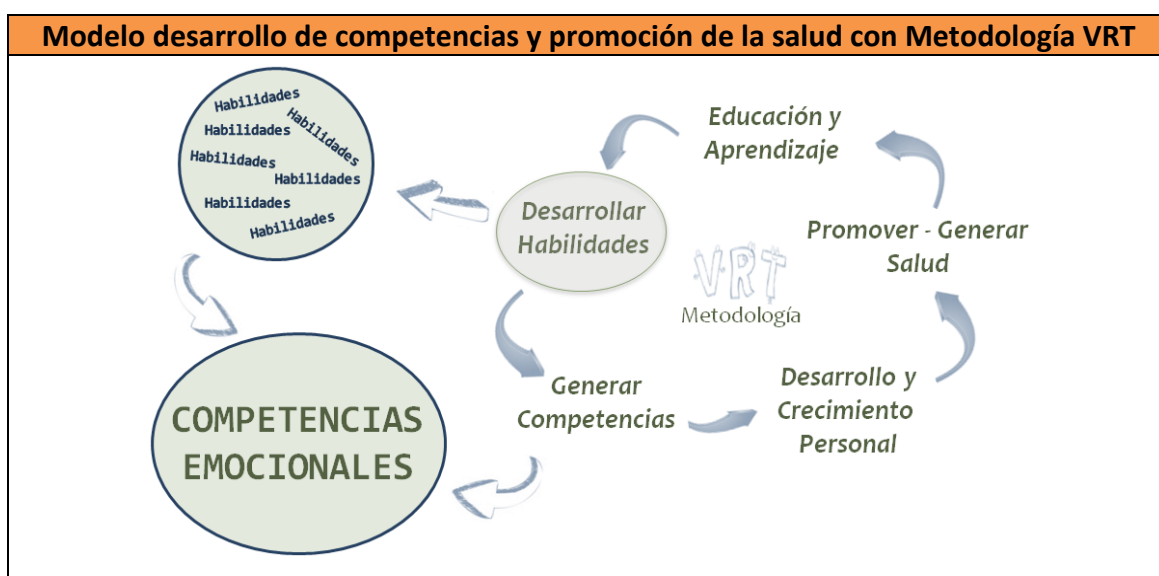 Modelo desarrollo de competencias y promoción de la salud con Metodología VRT
Habilidades
Habilidades
Habilidades
Habilidades
Habilidades
Habilidades
Habilidades
Educación y
Aprendizaje
Desarrollar
Habilidades
Promover - Generar
Salud
VRT
Metodología
Generar
Competencias
Desarrollo y
Crecimiento
Personal
COMPETENCIAS
EMOCIONALES